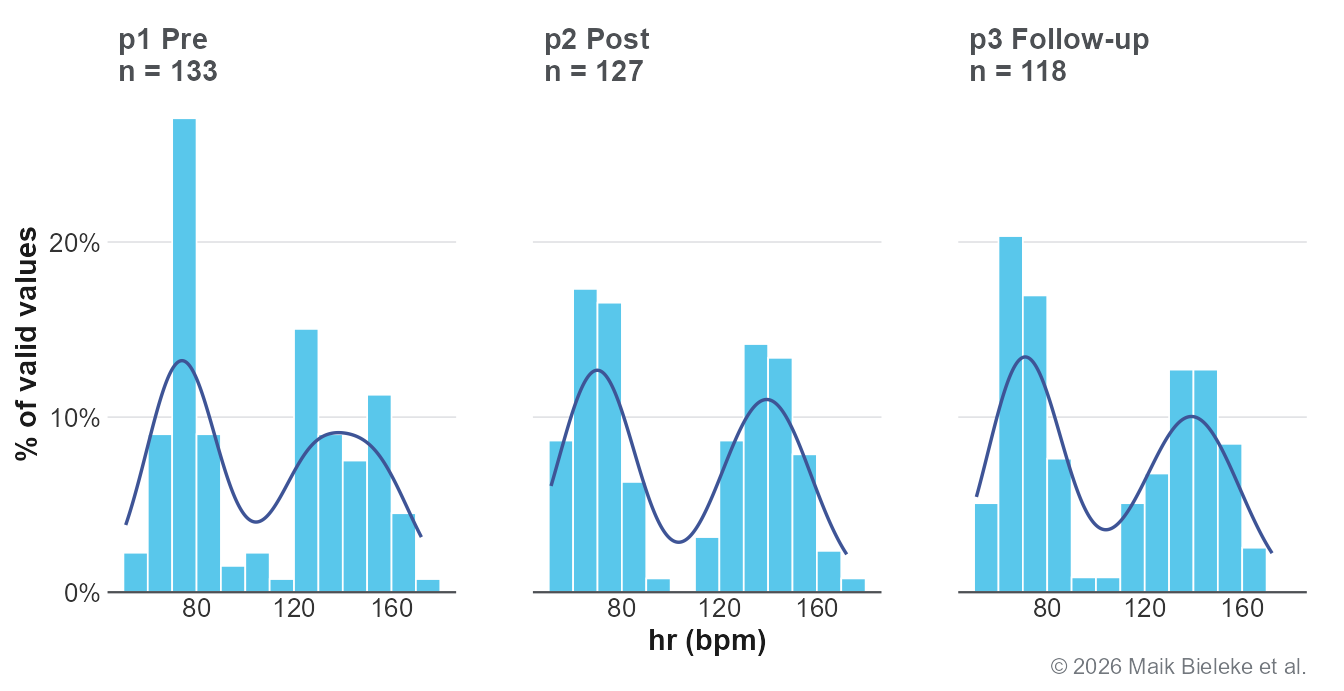 p1 Pre
n = 133
p2 Post
n = 127
p3 Follow-up
n = 118
% of valid values
20%
10%
0%
80 120 160
80 120 160
80 120 160
hr (bpm)
© 2026 Maik Bieleke et al.